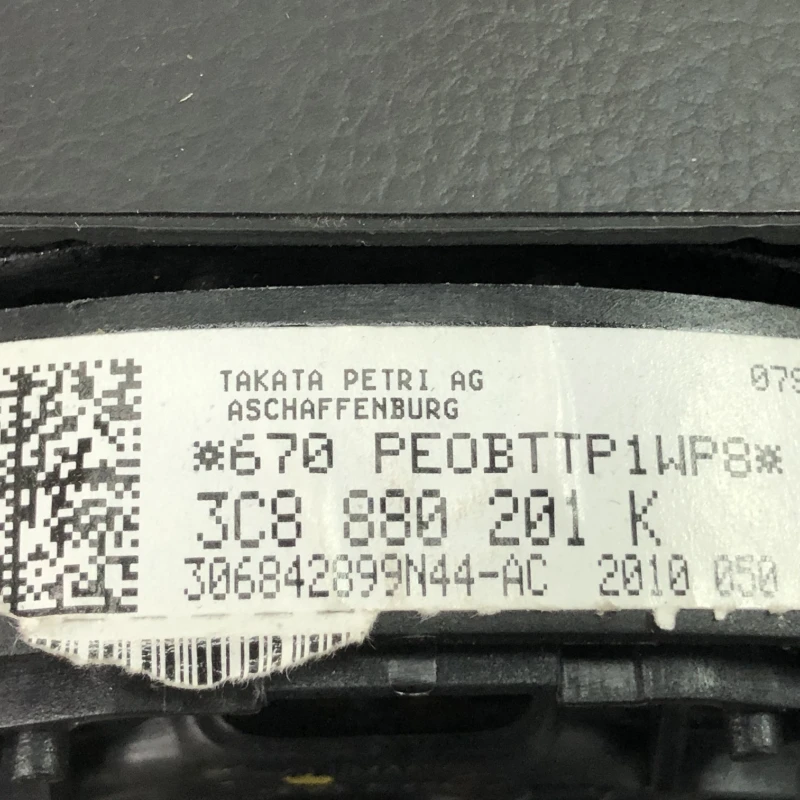 TAKATA PETRI AG
ASCHAFFENBURG
*670 PEOBTTP1WP8*
3C8 880 201 K
306842899N44-AC 2010 050